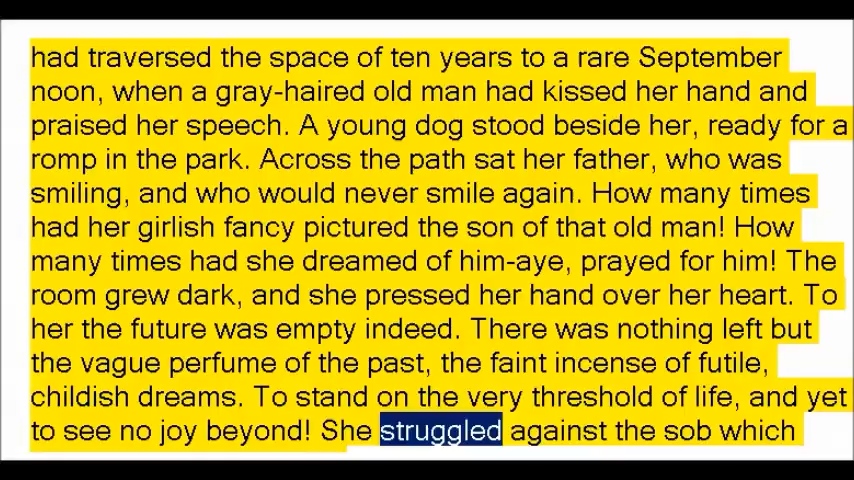 had traversed the space of ten years to a rare September
noon, when a gray-haired old man had kissed her hand and
praised her speech. A young dog stood beside her, ready for a
romp in the park. Across the path sat her father, who was
smiling, and who would never smile again. How many times
had her girlish fancy pictured the son of that old man! How
many times had she dreamed of him-aye, prayed for him! The
room grew dark, and she pressed her hand over her heart. To
her the future was empty indeed. There was nothing left but
the vague perfume of the past, the faint incense of futile,
childish dreams. To stand on the very threshold of life, and yet
to see no joy beyond! She struggled against the sob which